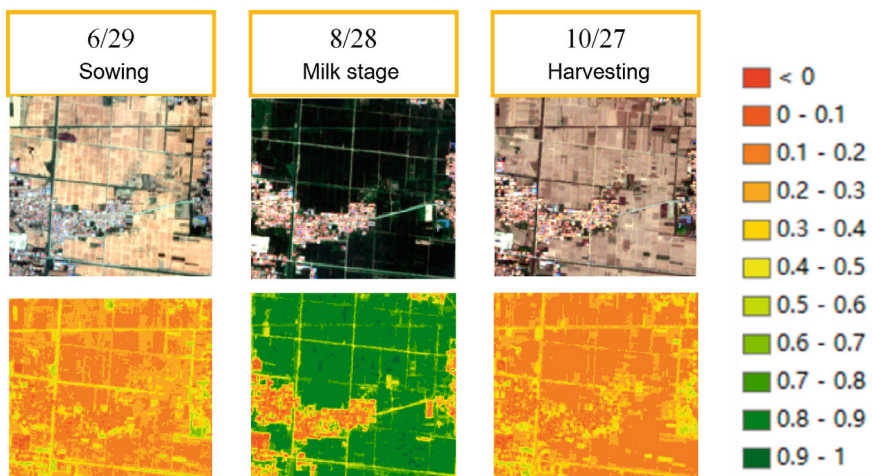 6/29
Sowing
8/28
Milk stage
10/27
Harvesting
< 0
0 - 0.1
0.1 - 0.2
0.2 - 0.3
0.3 - 0.4
0.4 - 0.5
0.5 - 0.6
0.6 - 0.7
0.7 - 0.8
0.8 - 0.9
0.9 - 1